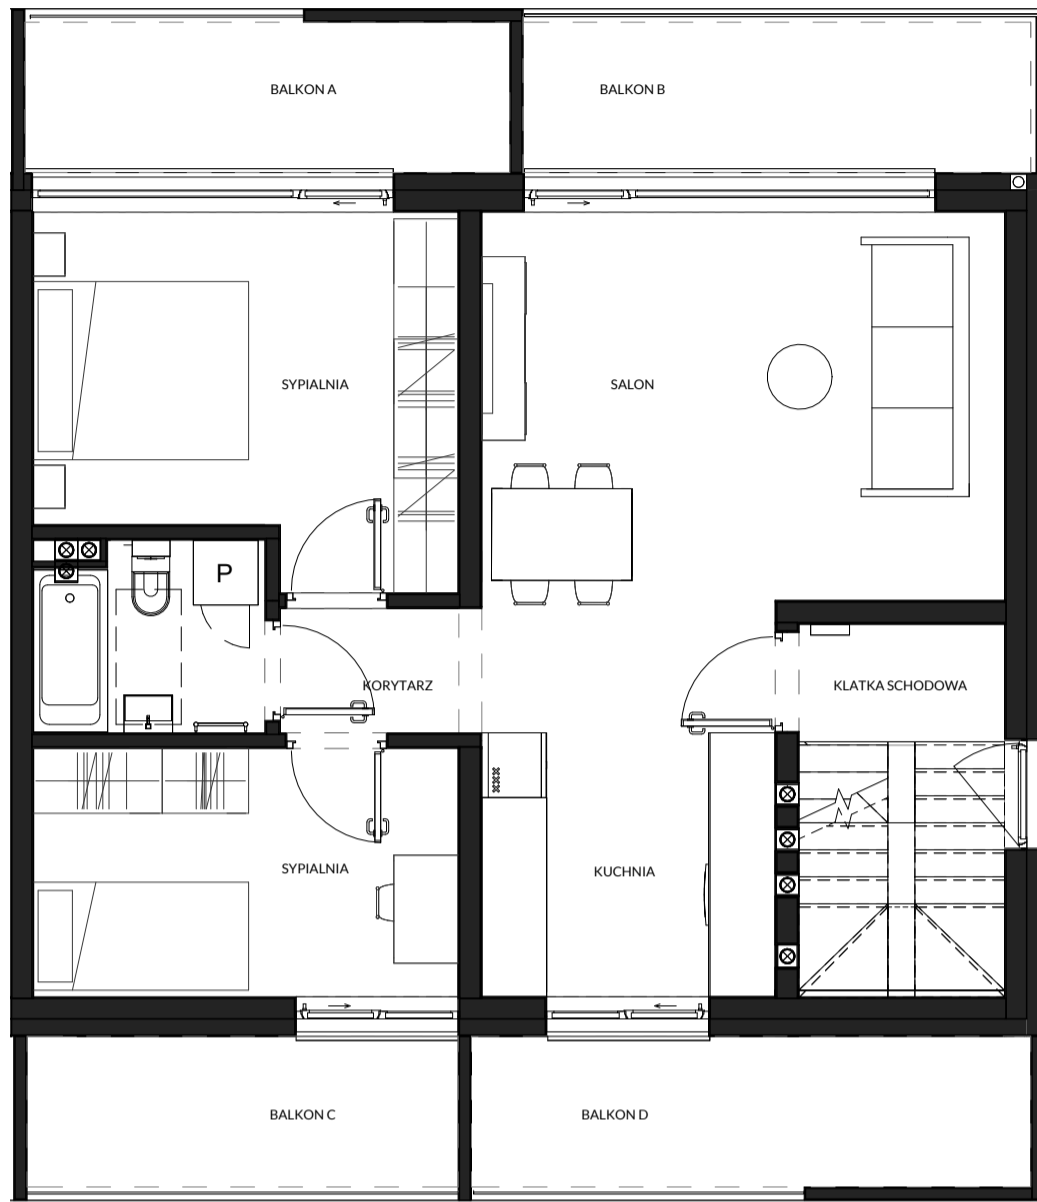 BALKON A
BALKON B
SYPIALNIA
SALON
P
KORYTARZ
KLATKA SCHODOWA
SYPIALNIA
KUCHNIA
BALKON C
BALKON D